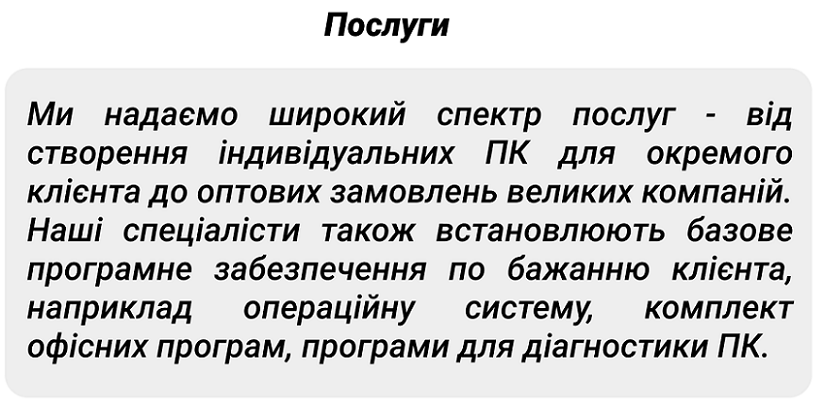 Послуги
Ми надаємо широкий спектр послуг - від
створення індивідуальних ПК для окремого
клієнта до оптових замовлень великих компаній.
Наші спеціалісти також встановлюють базове
програмне забезпечення по бажанню клієнта,
наприклад операційну систему, комплект
офісних програм, програми для діагностики ПК.